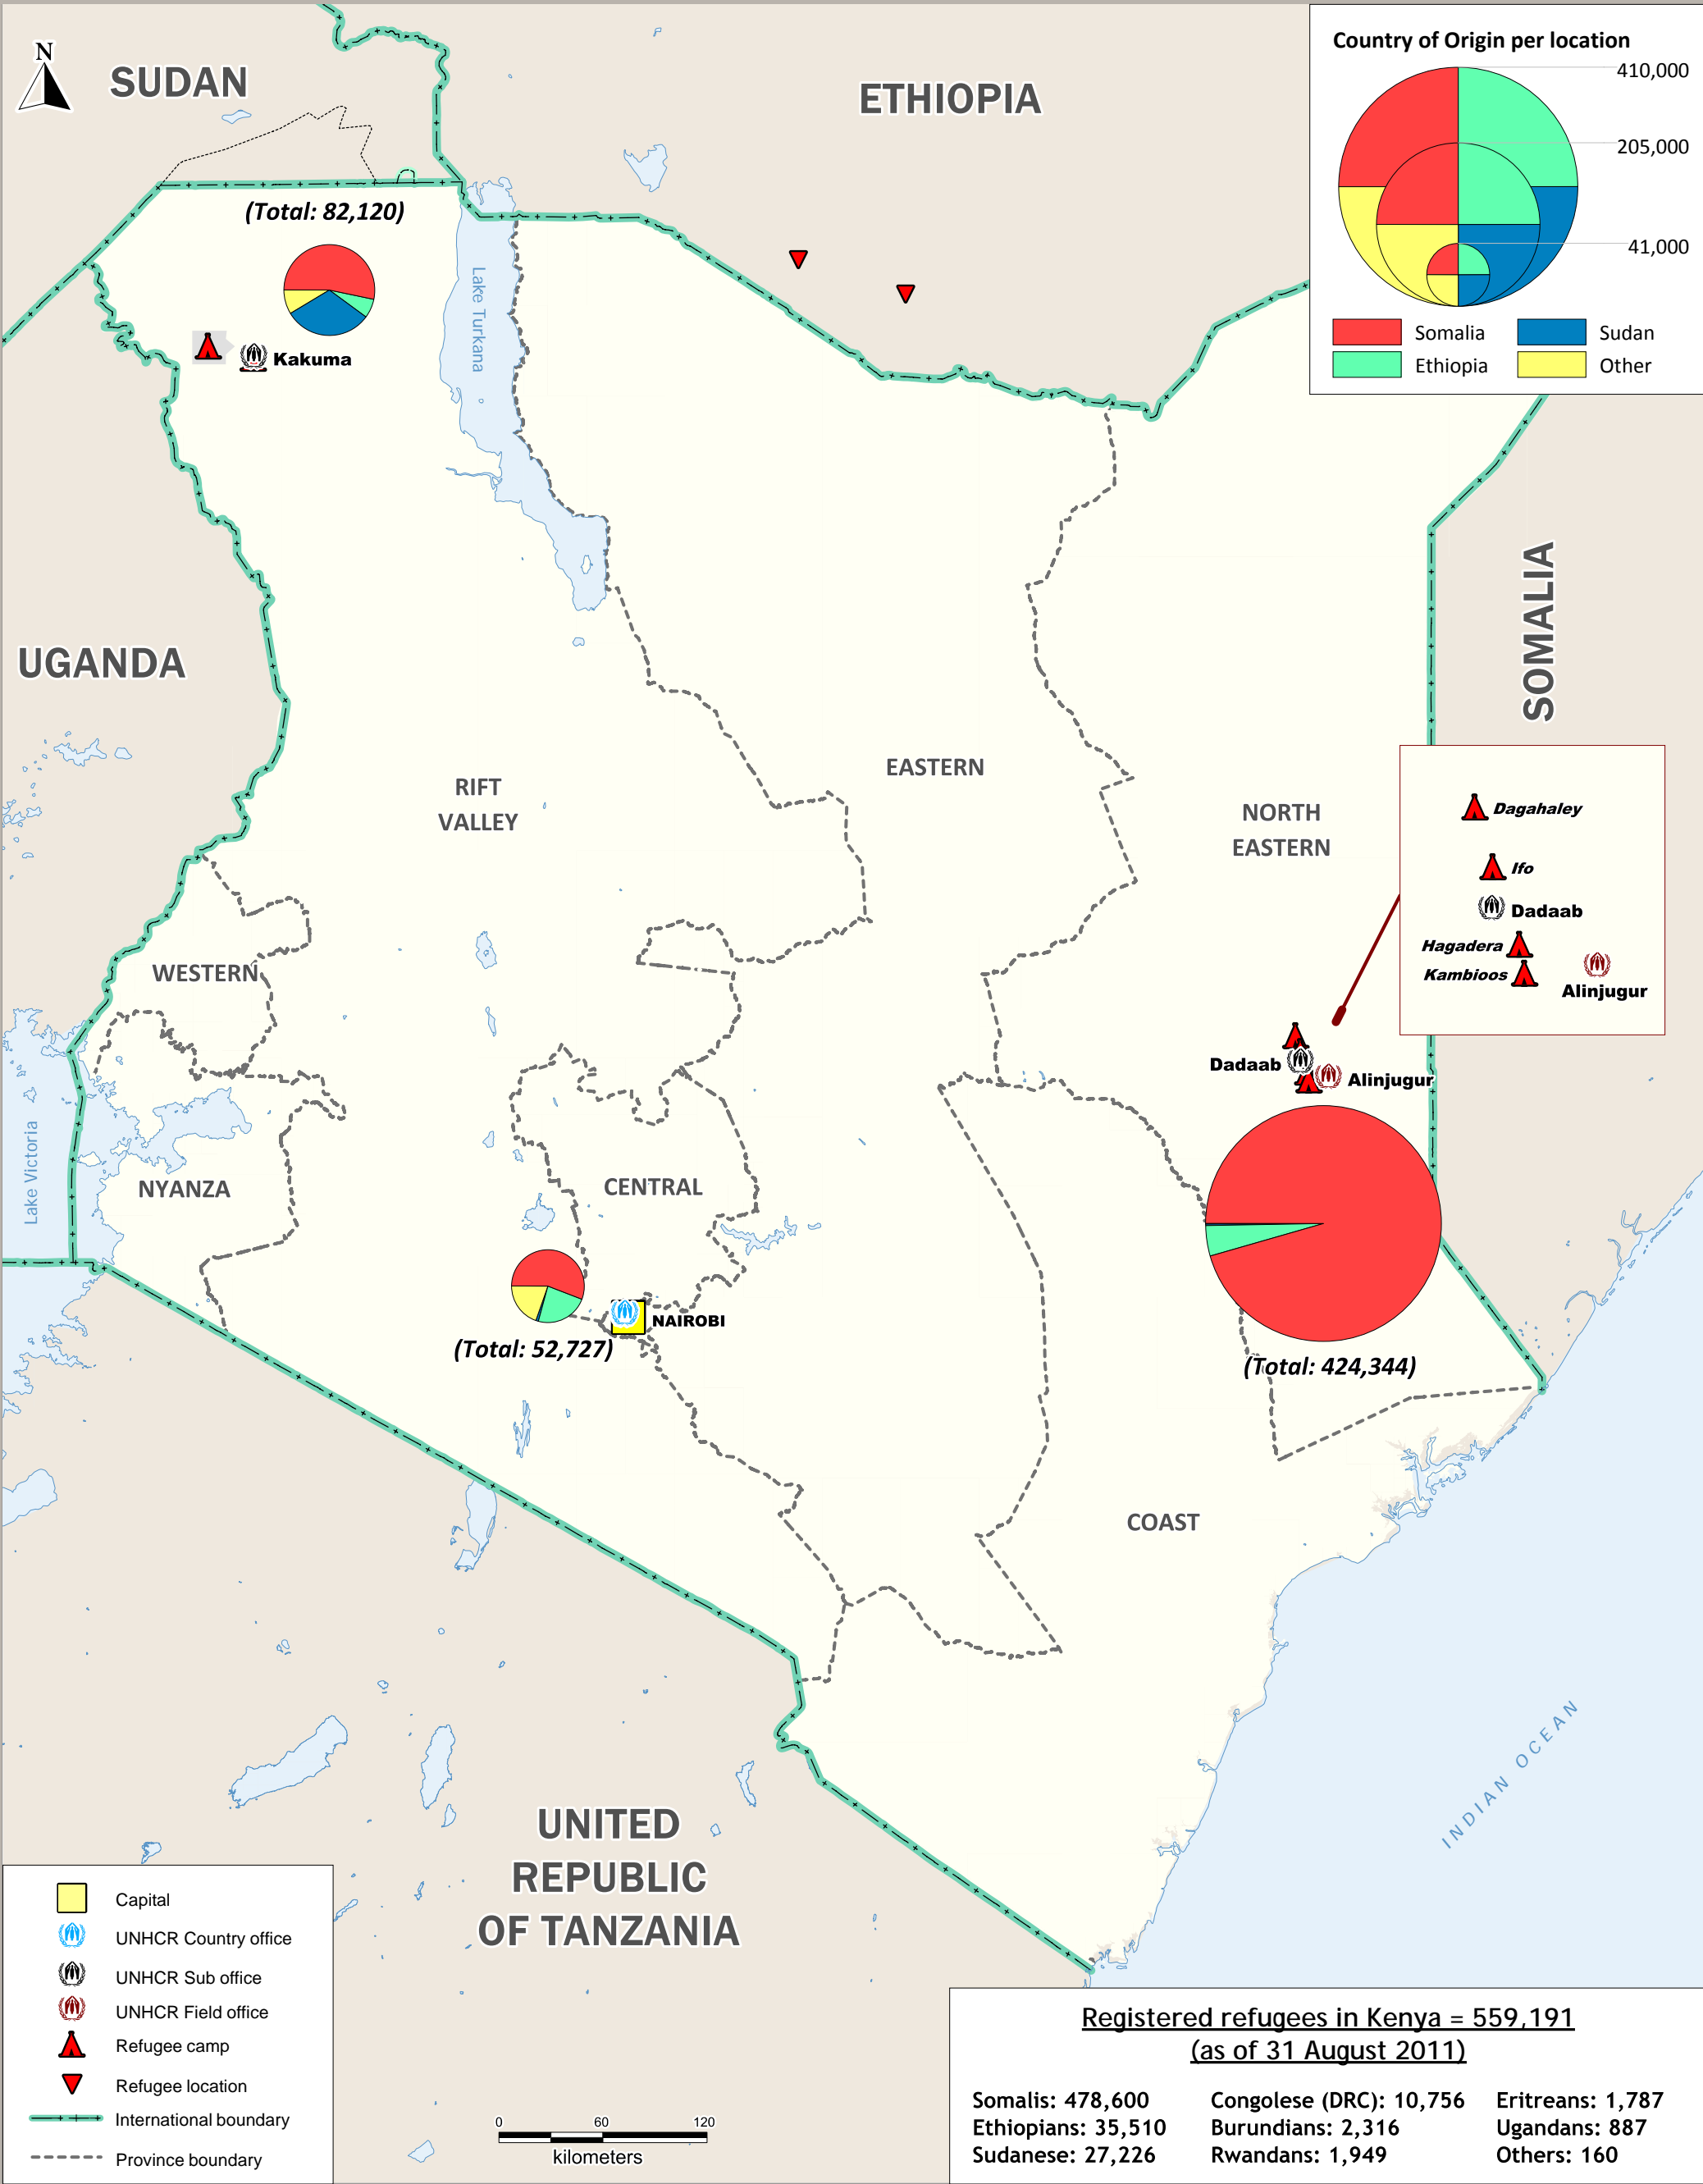 N
SUDAN
ETHIOPIA
Country of Origin per location
410,000
205,000
41,000
Somalia
Sudan
Ethiopia
Other
(Total: 82,120)
Lake Turkana
Kakuma
UGANDA
SOMALIA
RIFT
VALLEY
EASTERN
NORTH
EASTERN
Dagahaley
Ifo
Dadaab
Hagadera
Kambioos
Alinjugur
WESTERN
Dadaab
Alinjugur
Lake Victoria
NYANZA
CENTRAL
NAIROBI
(Total: 52,727)
(Total: 424,344)
COAST
INDIAN OCEAN
UNITED
REPUBLIC
OF TANZANIA
Capital
UNHCR Country office
UNHCR Sub office
UNHCR Field office
Refugee camp
Refugee location
International boundary
Province boundary
0 60 120
kilometers
Registered refugees in Kenya = 559,191
(as of 31 August 2011)
Somalis: 478,600 Congolese (DRC): 10,756 Eritreans: 1,787
Ethiopians: 35,510 Burundians: 2,316 Ugandans: 887
Sudanese: 27,226 Rwandans: 1,949 Others: 160